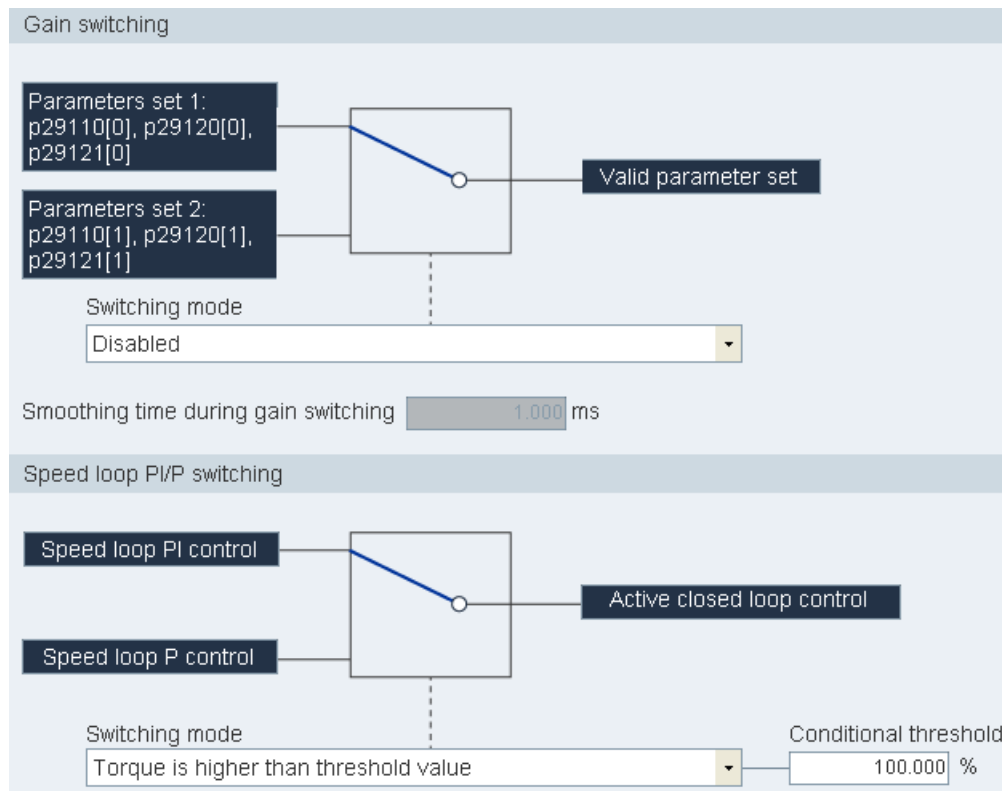 Gain switching
Parameters set 1:
p29110[0], p29120[0],
p29121[0]
Valid parameter set
Parameters set 2:
p29110[1], p29120[1],
p29121[1]
Switching mode
Disabled
Smoothing time during gain switching 1.000 ms
Speed loop PI/P switching
Speed loop PI control
Active closed loop control
Speed loop P control
Switching mode
Conditional threshold
Torque is higher than threshold value
100.000 %